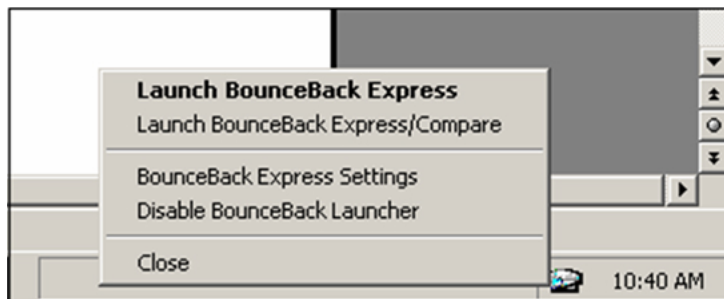 Launch BounceBack Express
Launch BounceBack Express/Compare
BounceBack Express Settings
Disable BounceBack Launcher
Close
10:40 AM